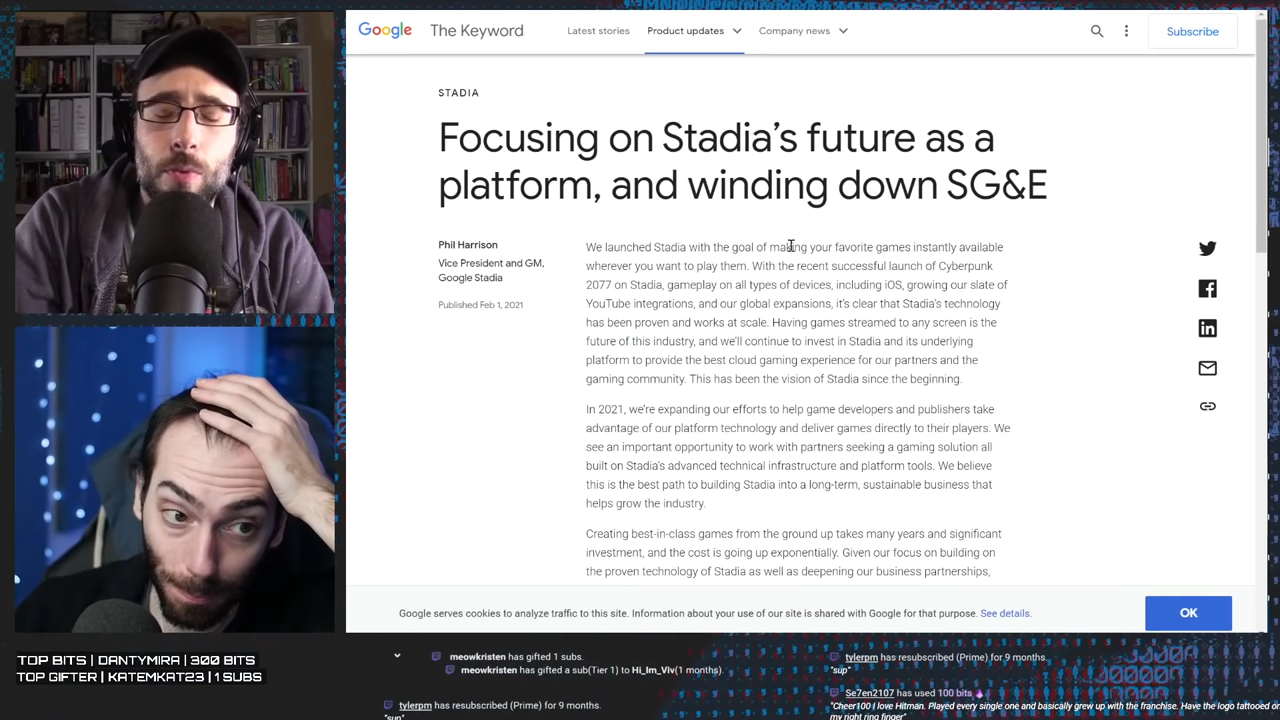 Google The Keyword Latest stories Product updates Company news Subscribe
STADIA
Focusing on Stadia's future as a
platform, and winding down SG&E
Phil Harrison
Vice President and GM,
Google Stadia
Published Feb 1, 2021
We launched Stadia with the goal of making your favorite games instantly available
wherever you want to play them. With the recent successful launch of Cyberpunk
2077 on Stadia, gameplay on all types of devices, including iOS, growing our slate of
YouTube integrations, and our global expansions, it's clear that Stadia's technology
has been proven and works at scale. Having games streamed to any screen is the
future of this industry, and we'll continue to invest in Stadia and its underlying
platform to provide the best cloud gaming experience for our partners and the
gaming community. This has been the vision of Stadia since the beginning.
In 2021, we're expanding our efforts to help game developers and publishers take
advantage of our platform technology and deliver games directly to their players. We
see an important opportunity to work with partners seeking a gaming solution all
built on Stadia's advanced technical infrastructure and platform tools. We believe
this is the best path to building Stadia into a long-term, sustainable business that
helps grow the industry.
Creating best-in-class games from the ground up takes many years and significant
investment, and the cost is going up exponentially. Given our focus on building on
the proven technology of Stadia as well as deepening our business partnerships,
Google serves cookies to analyze traffic to this site. Information about your use of our site is shared with Google for that purpose. See details.
OK
TOP BITS | DANTYMIRA | 300 BITS
TOP GIFTER | KATEMKAT23 | 1 SUBS
meowkristen has gifted 1 subs.
meowkristen has gifted a sub(Tier 1) to Hi_Im_Viv(1 months).
tylerpm has resubscribed (Prime) for 9 months.
"sup"
tylerpm has resubscribed (Prime) for 9 months.
"sup"
Se7en2107 has used 100 bits
"Cheer100 I love Hitman. Played every single one and basically grew up with the franchise. Have the logo tattooed
my right ring finger"